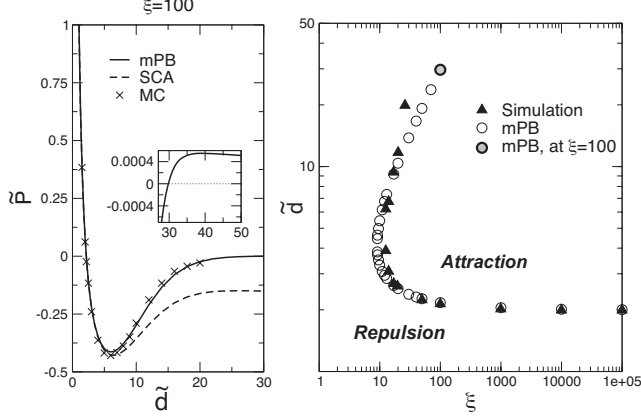 ξ=100
1
0.75
0.5
0.25
0
-0.25
-0.5
P̃
mPB
SCA
MC
0.0004
0
-0.0004
30
40
50
0
10
20
30
d̃
50
10
d̃
Simulation
mPB
mPB, at ξ=100
Attraction
Repulsion
1
10
100
1000
10000
1e+05
ξ